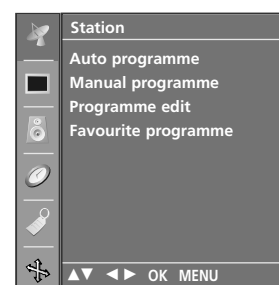 Station
Auto programme
Manual programme
Programme edit
Favourite programme
▲▼ ◄► OK MENU